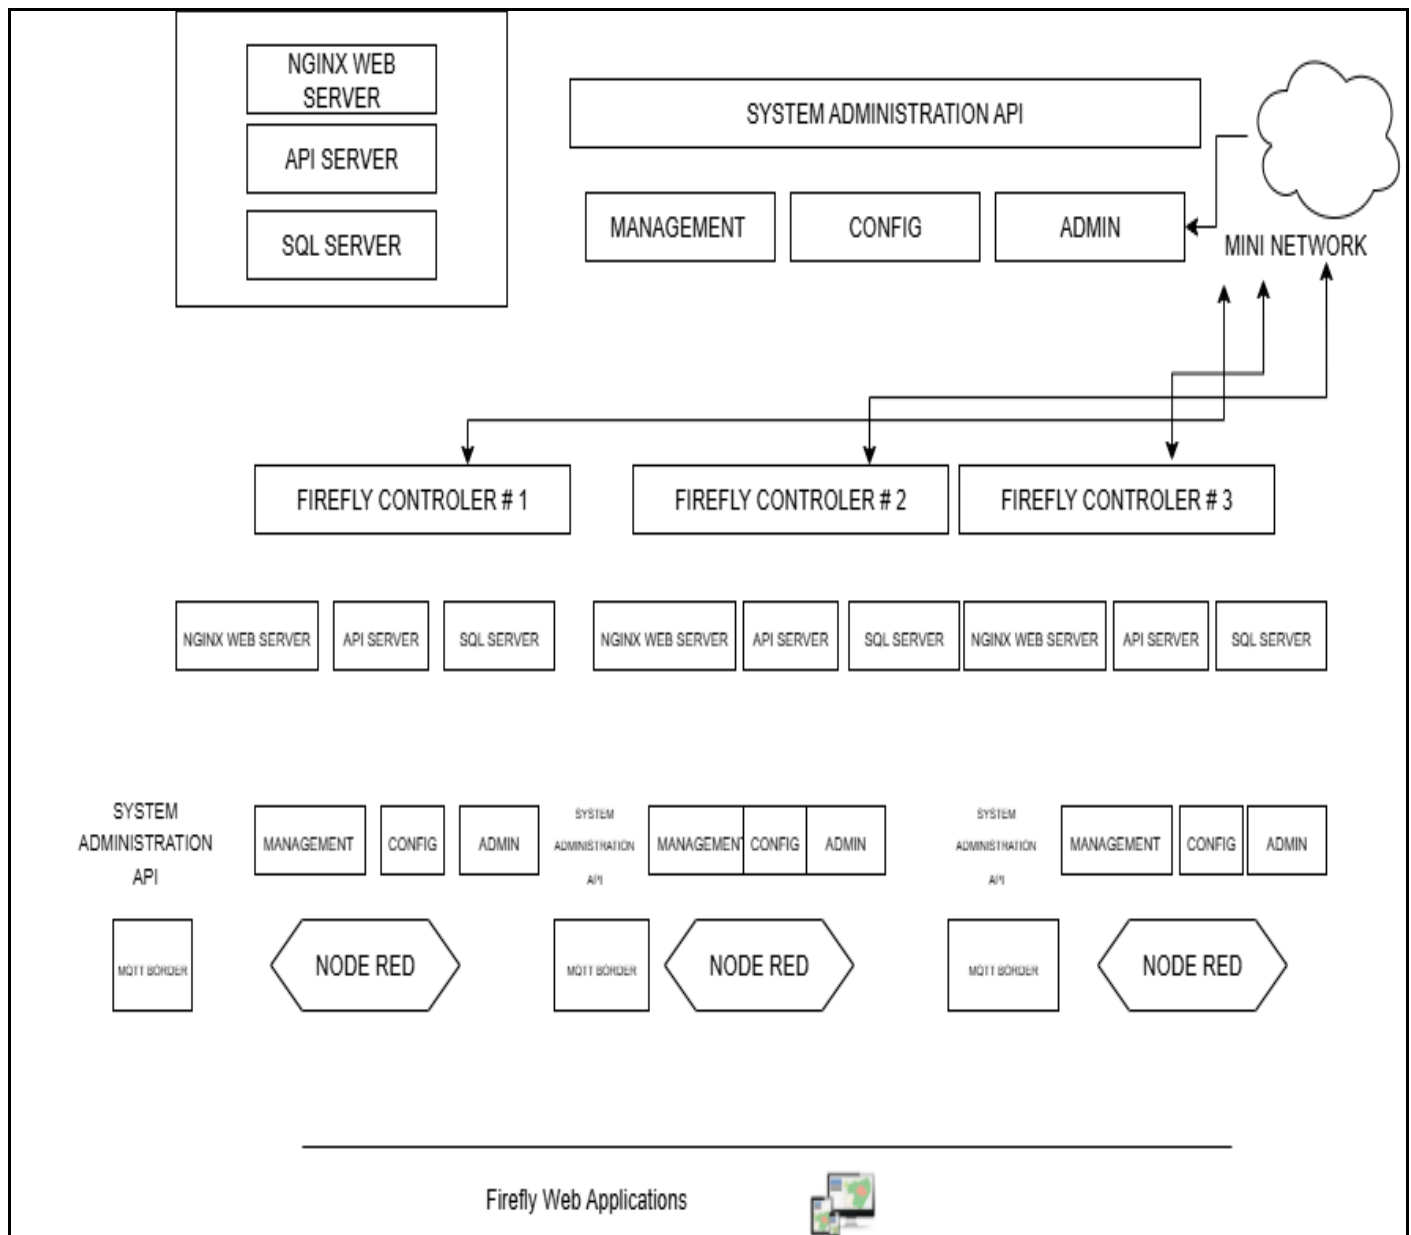 NGINX WEB
SERVER
API SERVER
SQL SERVER
SYSTEM ADMINISTRATION API
MANAGEMENT
CONFIG
ADMIN
MINI NETWORK
FIREFLY CONTROLER # 1
FIREFLY CONTROLER # 2
FIREFLY CONTROLER # 3
NGINX WEB SERVER
API SERVER
SQL SERVER
NGINX WEB SERVER
API SERVER
SQL SERVER
NGINX WEB SERVER
API SERVER
SQL SERVER
SYSTEM
ADMINISTRATION
API
MANAGEMENT
CONFIG
ADMIN
SYSTEM
ADMINISTRATION
API
MANAGEMENT
CONFIG
ADMIN
SYSTEM
ADMINISTRATION
API
MANAGEMENT
CONFIG
ADMIN
MQTT BORDER
NODE RED
MQTT BORDER
NODE RED
MQTT BORDER
NODE RED
Firefly Web Applications